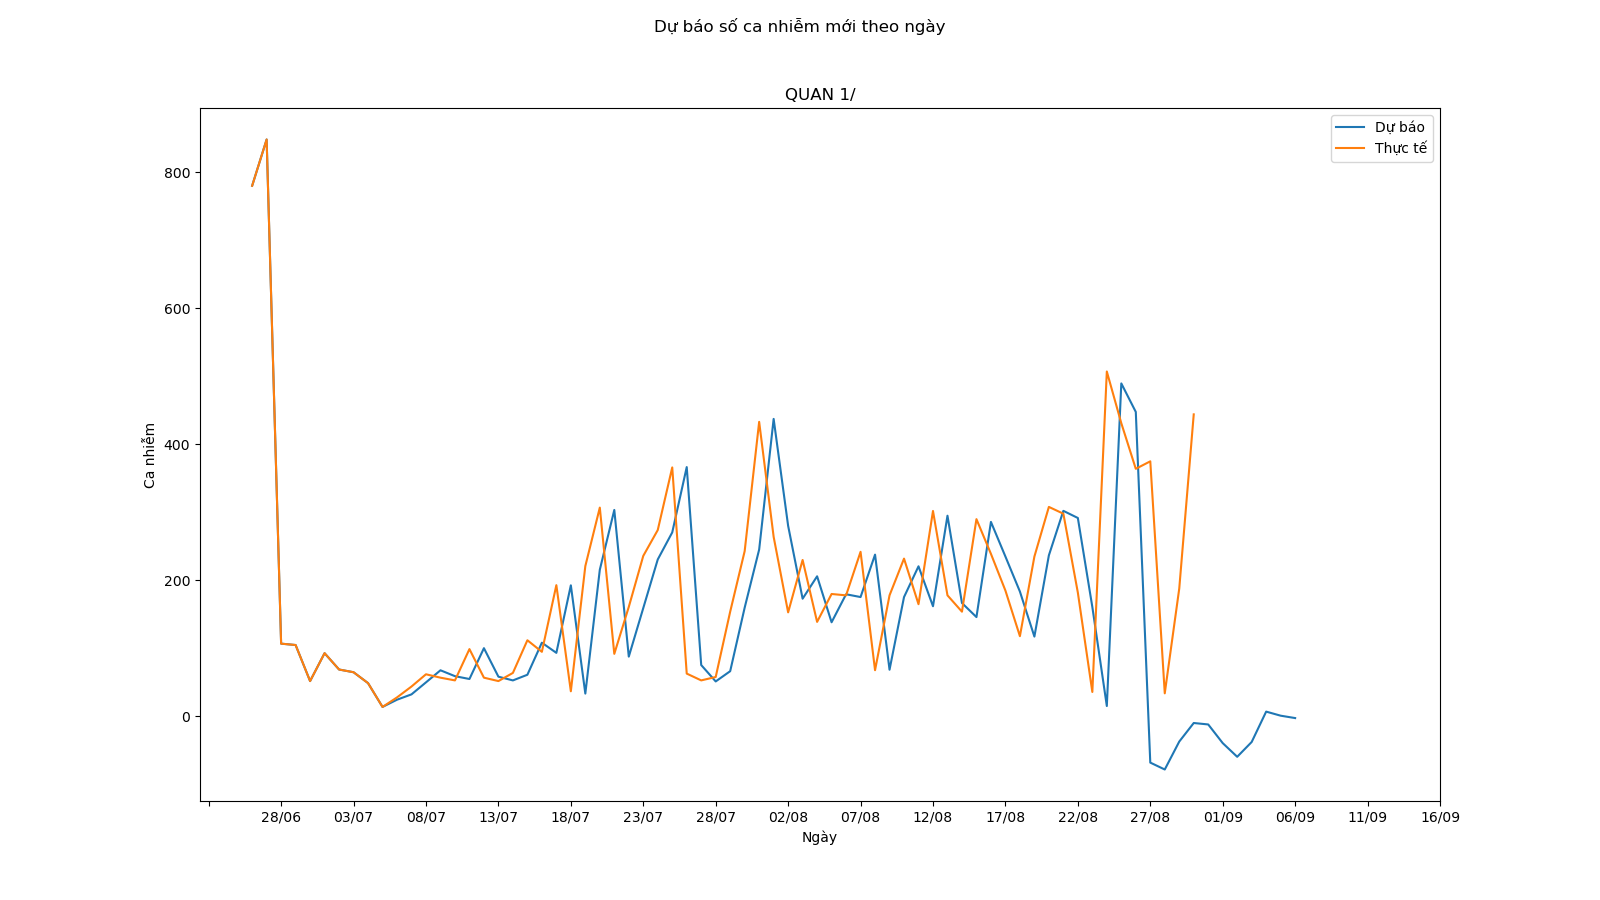 Dự báo số ca nhiễm mới theo ngày
QUAN 1/
Dự báo
Thực tế
800
600
400
200
0
Ca nhiễm
28/06 03/07 08/07 13/07 18/07 23/07 28/07 02/08 07/08 12/08 17/08 22/08 27/08 01/09 06/09 11/09 16/09
Ngày